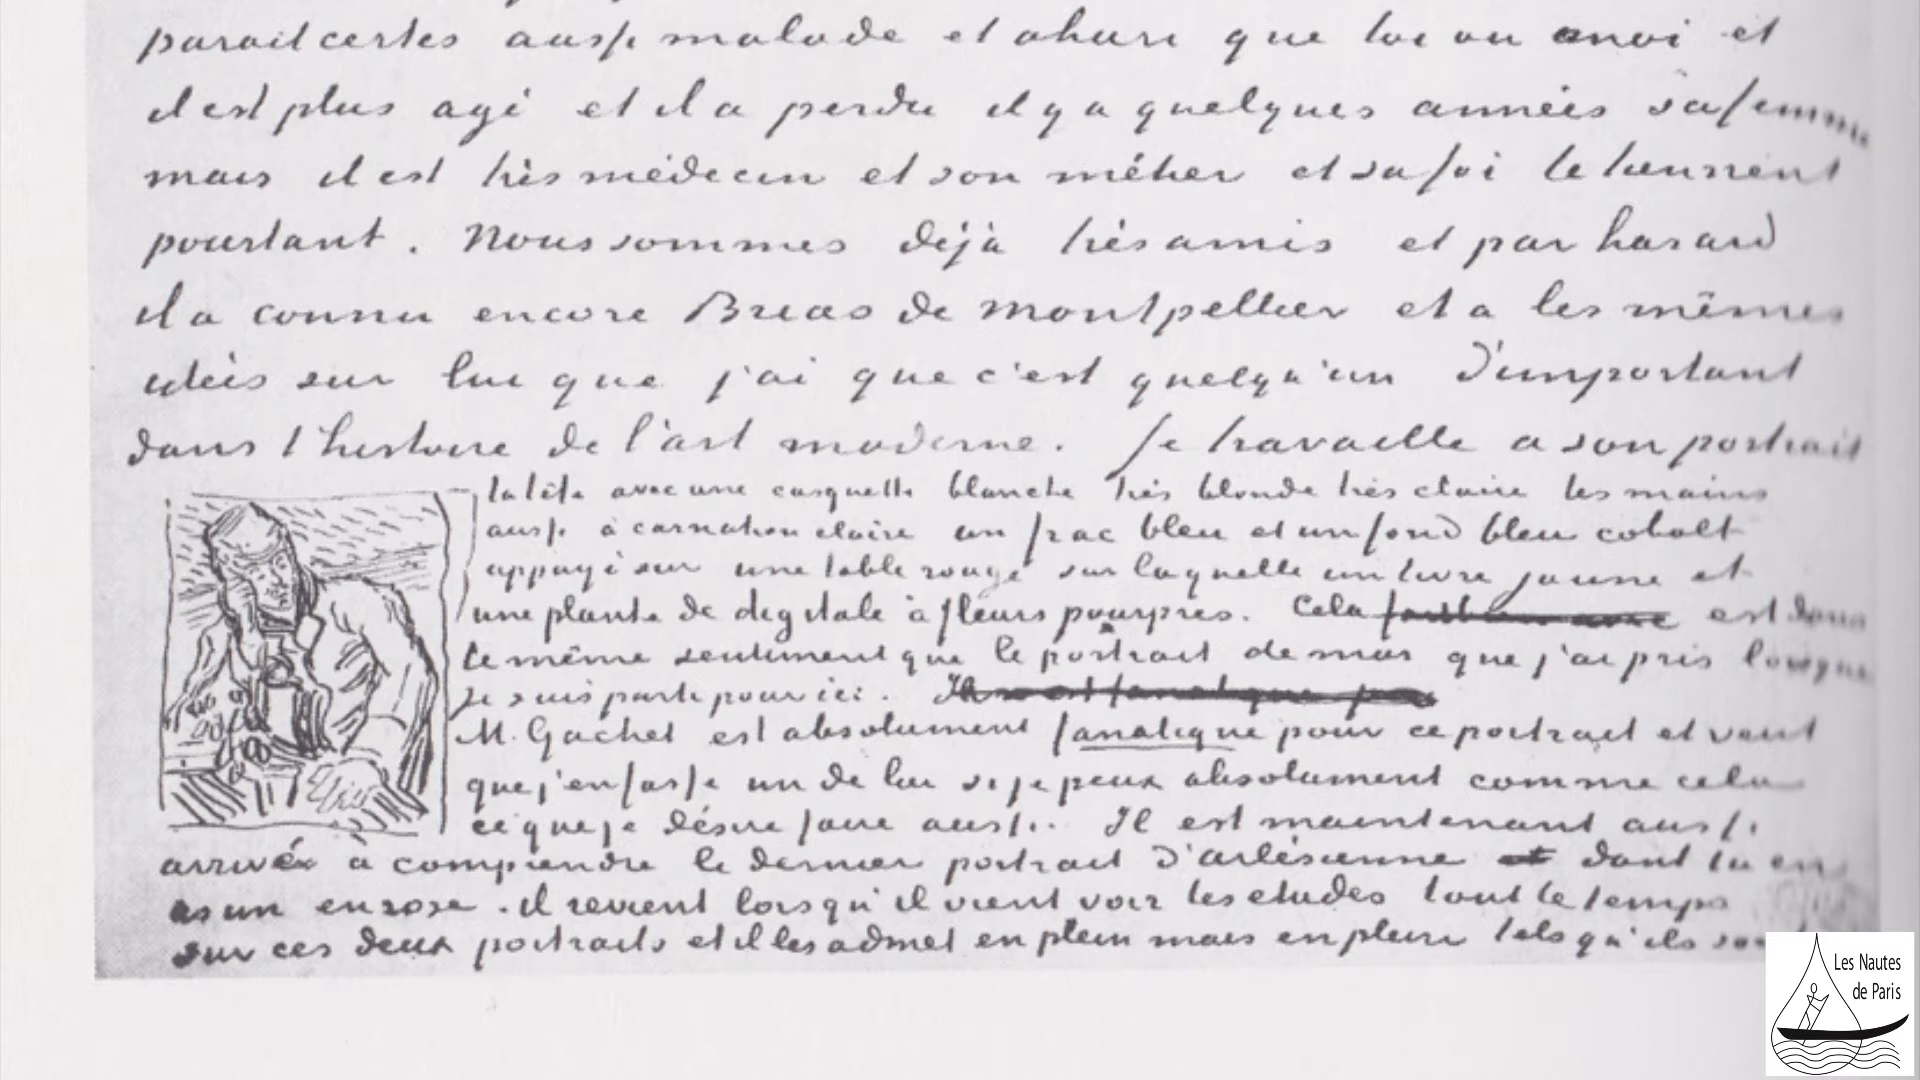 parait certes aussi malade et ahuri que toi ou moi et
il est plus agé et il a perdu il y a quelques années sa femme
mais il est très médecin et son métier et sa foi le tiennent
pourtant. Nous sommes déjà très amis et par hasard
il a connu encore Brias de Montpellier et a les mêmes
idées sur lui que j'ai que c'est quelqu'un d'important
dans l'histoire de l'art moderne. Je travaille a son portrait
la tête avec une casquette blanche très blonde très claire les mains
aussi à carnation claire un frac bleu et un fond bleu cobalt
appuyé sur une table rouge sur laquelle un livre jaune et
une plante de digitale à fleurs pourpres. Cela est dans
le même sentiment que le portrait de moi que j'ai pris lorsque
je suis parti pour ici.
M. Gachet est absolument fanatique pour ce portrait et veut
que j'en fasse un de lui si je peux absolument comme cela
ce que je désire faire aussi. Il est maintenant aussi
arrivé à comprendre le dernier portrait d'arlésienne dont tu en
as un en rose. il revient lorsqu'il vient voir les etudes tout le temps
sur ces deux portraits et il les admet en plein mais en plein tels qu'ils sont
Les Nautes
de Paris